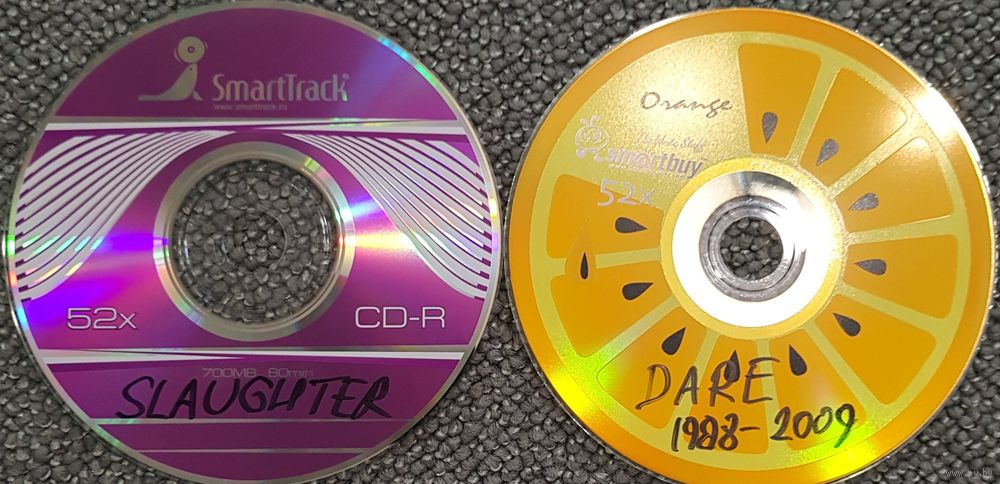 SmartTrack
www.smarttrack.ru
52x
CD-R
700MB 80min
SLAUGHTER
Orange
smartbuy
52x
DARE
1988-2009